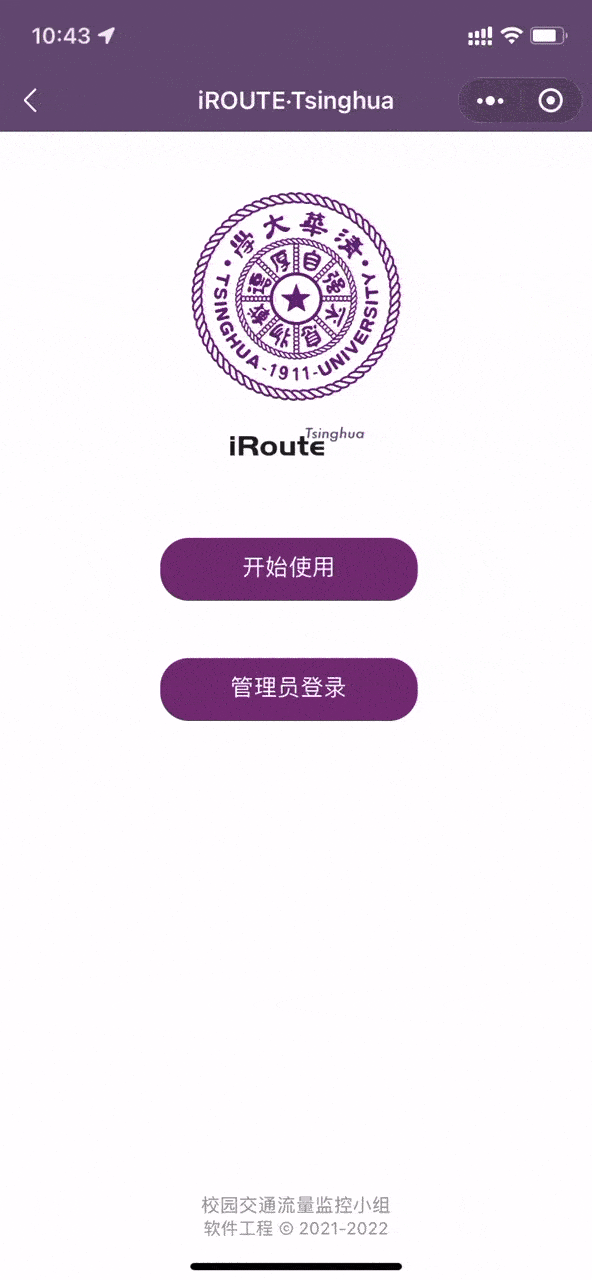 10:43
iROUTE·Tsinghua
清華大學
自强不息
厚德載物
TSINGHUA -1911- UNIVERSITY
Tsinghua
iRoute
开始使用
管理员登录
校园交通流量监控小组
软件工程 © 2021-2022